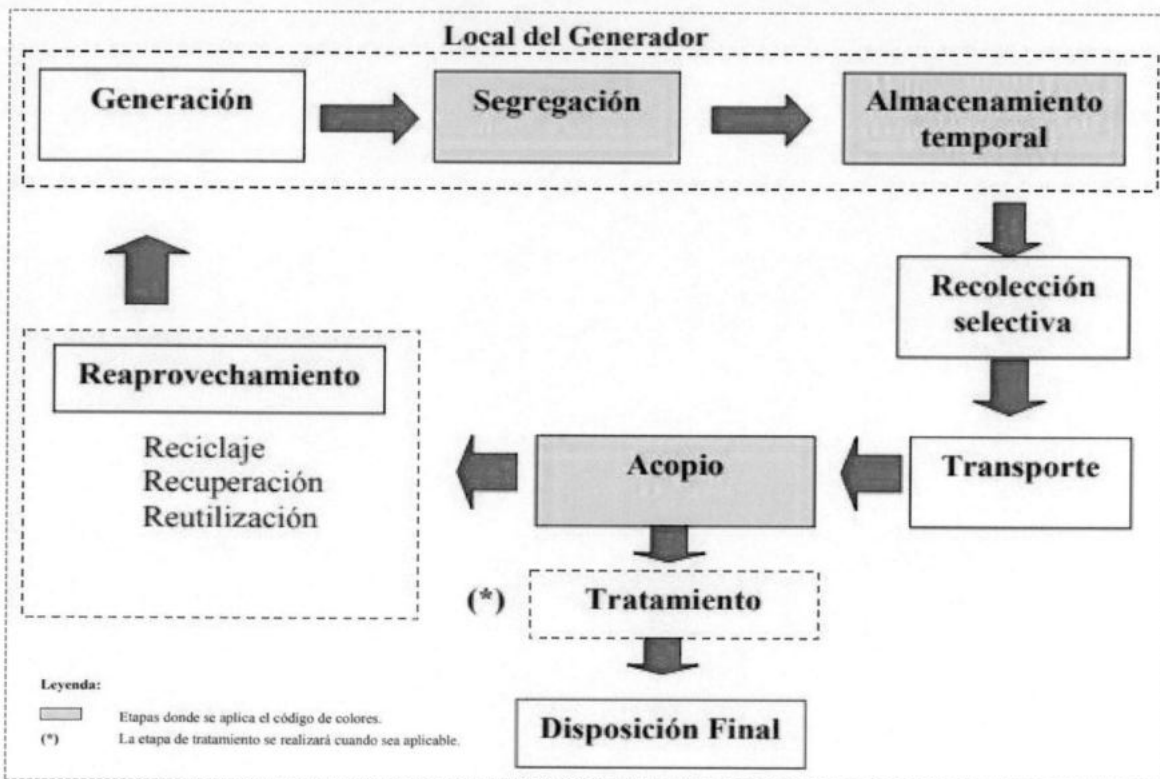 Local del Generador
Generación
Segregación
Almacenamiento
temporal
Recolección
selectiva
Transporte
Acopio
Reaprovechamiento
Reciclaje
Recuperación
Reutilización
(*)
Tratamiento
Disposición Final
Leyenda:
Etapas donde se aplica el código de colores.
(*) La etapa de tratamiento se realizará cuando sea aplicable.